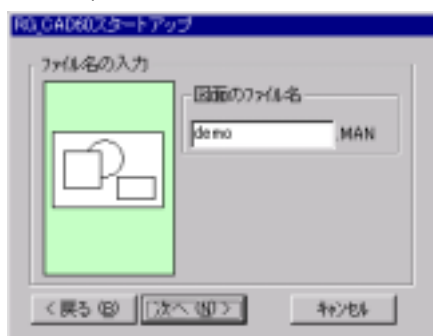 RG_CAD60スタートアップ
ファイル名の入力
図面のファイル名
demo
.MAN
< 戻る (B)
次へ (N) >
キャンセル